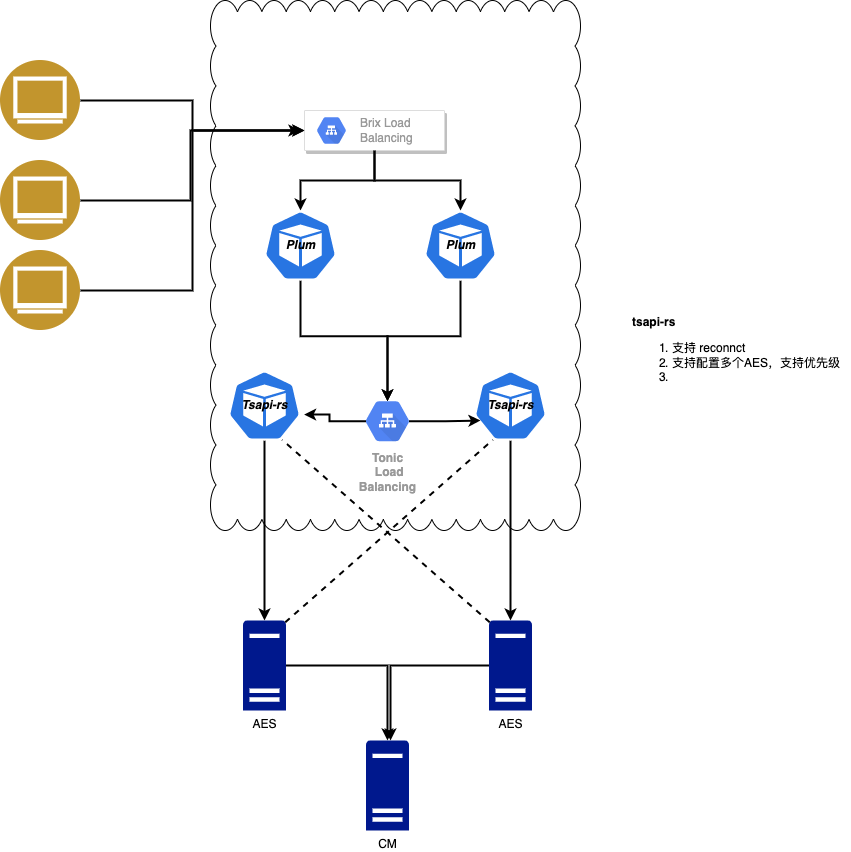 Brix Load
Balancing
Plum
Plum
tsapi-rs
1. 支持 reconnct
2. 支持配置多个AES，支持优先级
3.
Tsapi-rs
Tsapi-rs
Tonic
Load
Balancing
AES
AES
CM